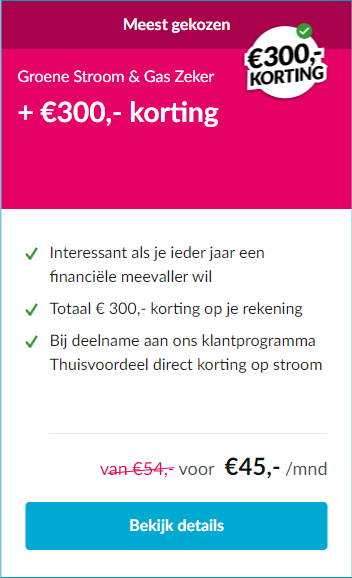 Meest gekozen
€300,-
KORTING
Groene Stroom & Gas Zeker
+ €300,- korting
Interessant als je ieder jaar een
financiële meevaller wil
Totaal € 300,- korting op je rekening
Bij deelname aan ons klantprogramma
Thuisvoordeel direct korting op stroom
van €54,- voor €45,- /mnd
Bekijk details